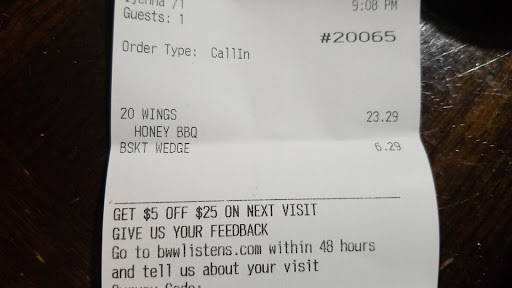 /1 9:08 PM
Guests: 1
#20065
Order Type: CallIn
20 WINGS 23.29
HONEY BBQ
BSKT WEDGE 6.29
GET $5 OFF $25 ON NEXT VISIT
GIVE US YOUR FEEDBACK
Go to bwwlistens.com within 48 hours
and tell us about your visit